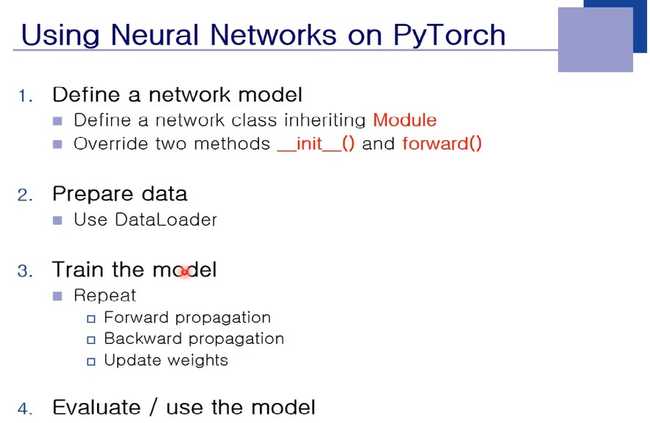 Using Neural Networks on PyTorch
1. Define a network model
Define a network class inheriting Module
Override two methods __init__() and forward()
2. Prepare data
Use DataLoader
3. Train the model
Repeat
Forward propagation
Backward propagation
Update weights
4. Evaluate / use the model